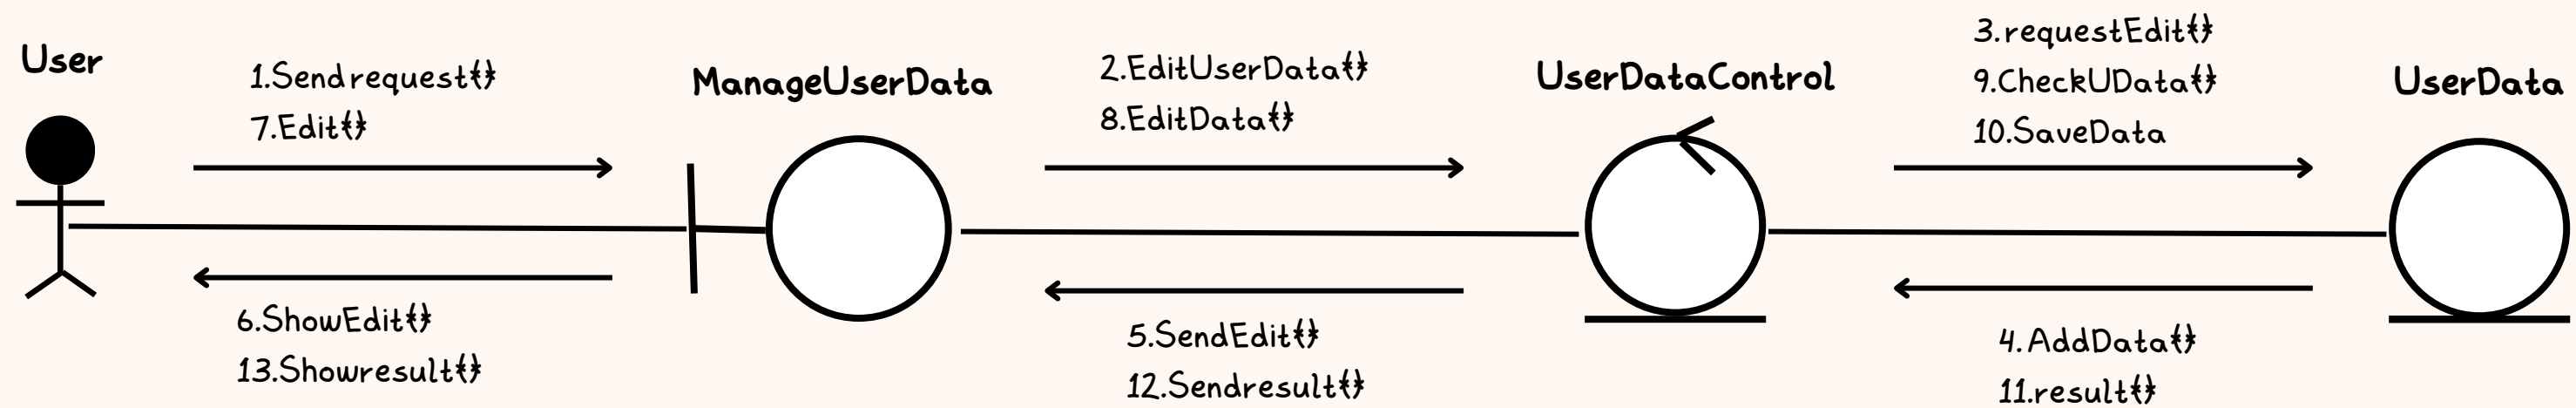 User
1.Sendrequest{}
7.Edit{}
ManageUserData
2.EditUserData{}
8.EditData{}
UserDataControl
3.requestEdit{}
9.CheckUData{}
10.SaveData
UserData
6.ShowEdit{}
13.Showresult{}
5.SendEdit{}
12.Sendresult{}
4.AddData{}
11.result{}